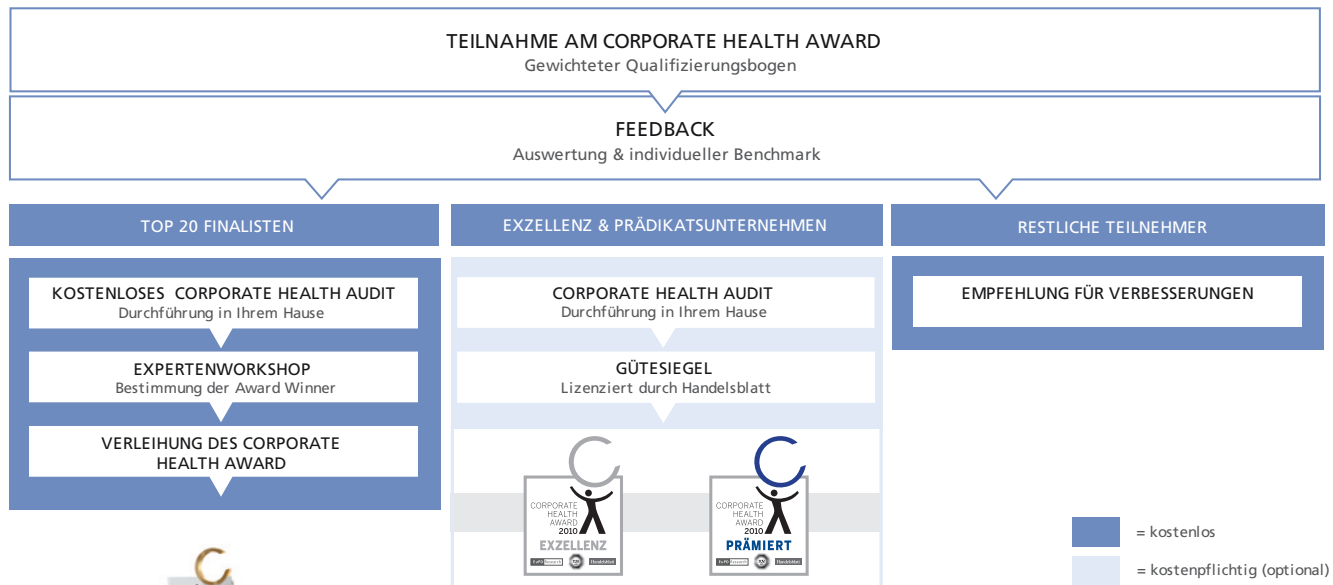 TEILNAHME AM CORPORATE HEALTH AWARD
Gewichteter Qualifizierungsbogen
FEEDBACK
Auswertung & individueller Benchmark
TOP 20 FINALISTEN
KOSTENLOSES CORPORATE HEALTH AUDIT
Durchführung in Ihrem Hause
EXPERTENWORKSHOP
Bestimmung der Award Winner
VERLEIHUNG DES CORPORATE
HEALTH AWARD
EXZELLENZ & PRÄDIKATSUNTERNEHMEN
CORPORATE HEALTH AUDIT
Durchführung in Ihrem Hause
GÜTESIEGEL
Lizenziert durch Handelsblatt
CORPORATE
HEALTH
AWARD
2010
EXZELLENZ
Handelsblatt
CORPORATE
HEALTH
AWARD
2010
PRÄMIERT
Handelsblatt
RESTLICHE TEILNEHMER
EMPFEHLUNG FÜR VERBESSERUNGEN
= kostenlos
= kostenpflichtig (optional)